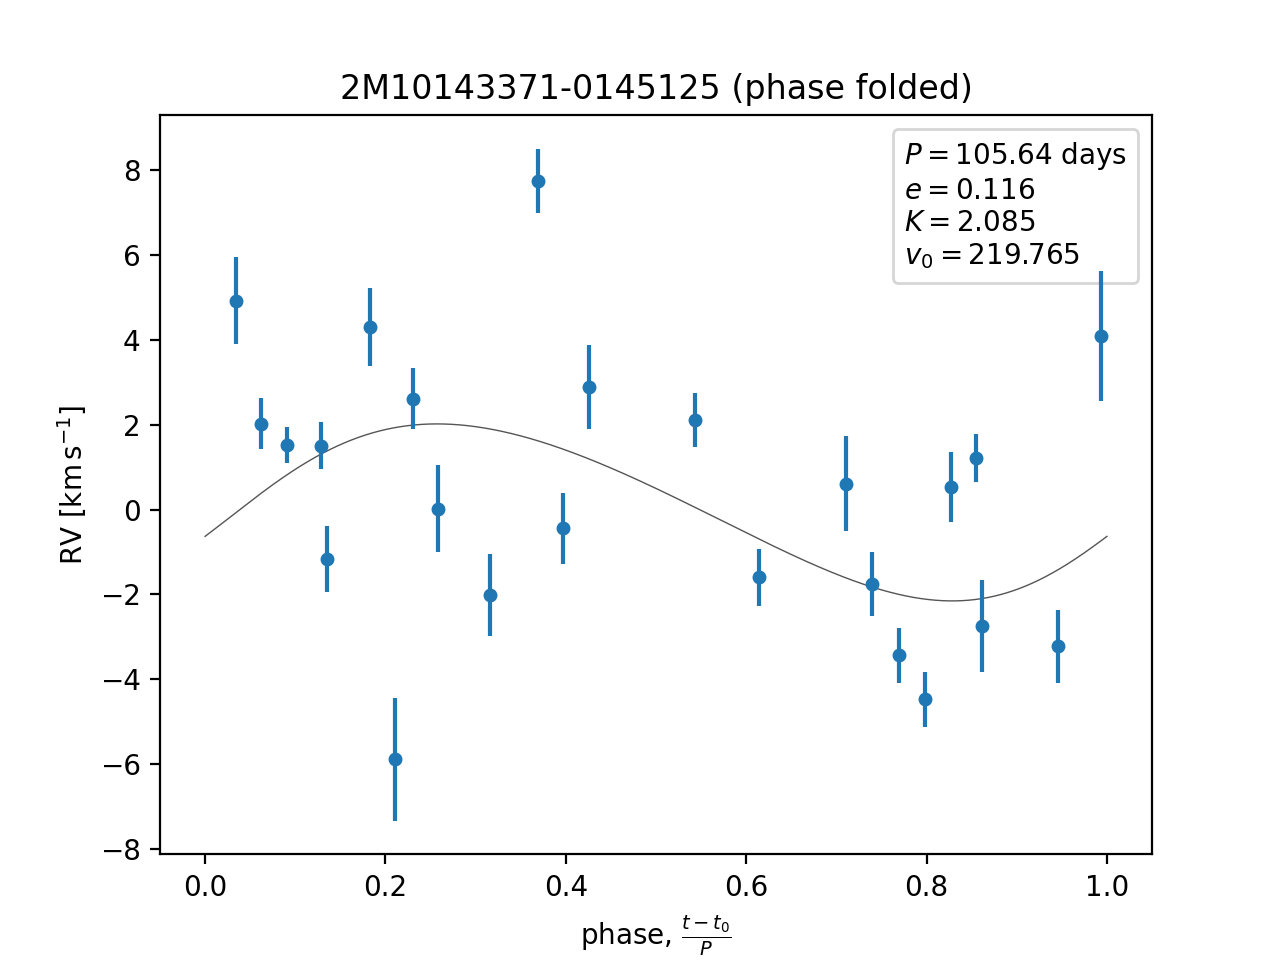 2M10143371-0145125 (phase folded)
P = 105.64 days
e = 0.116
K = 2.085
v₀ = 219.765
RV [km s⁻¹]
8
6
4
2
0
−2
−4
−6
−8
0.0 0.2 0.4 0.6 0.8 1.0
phase, (t − t₀)/P